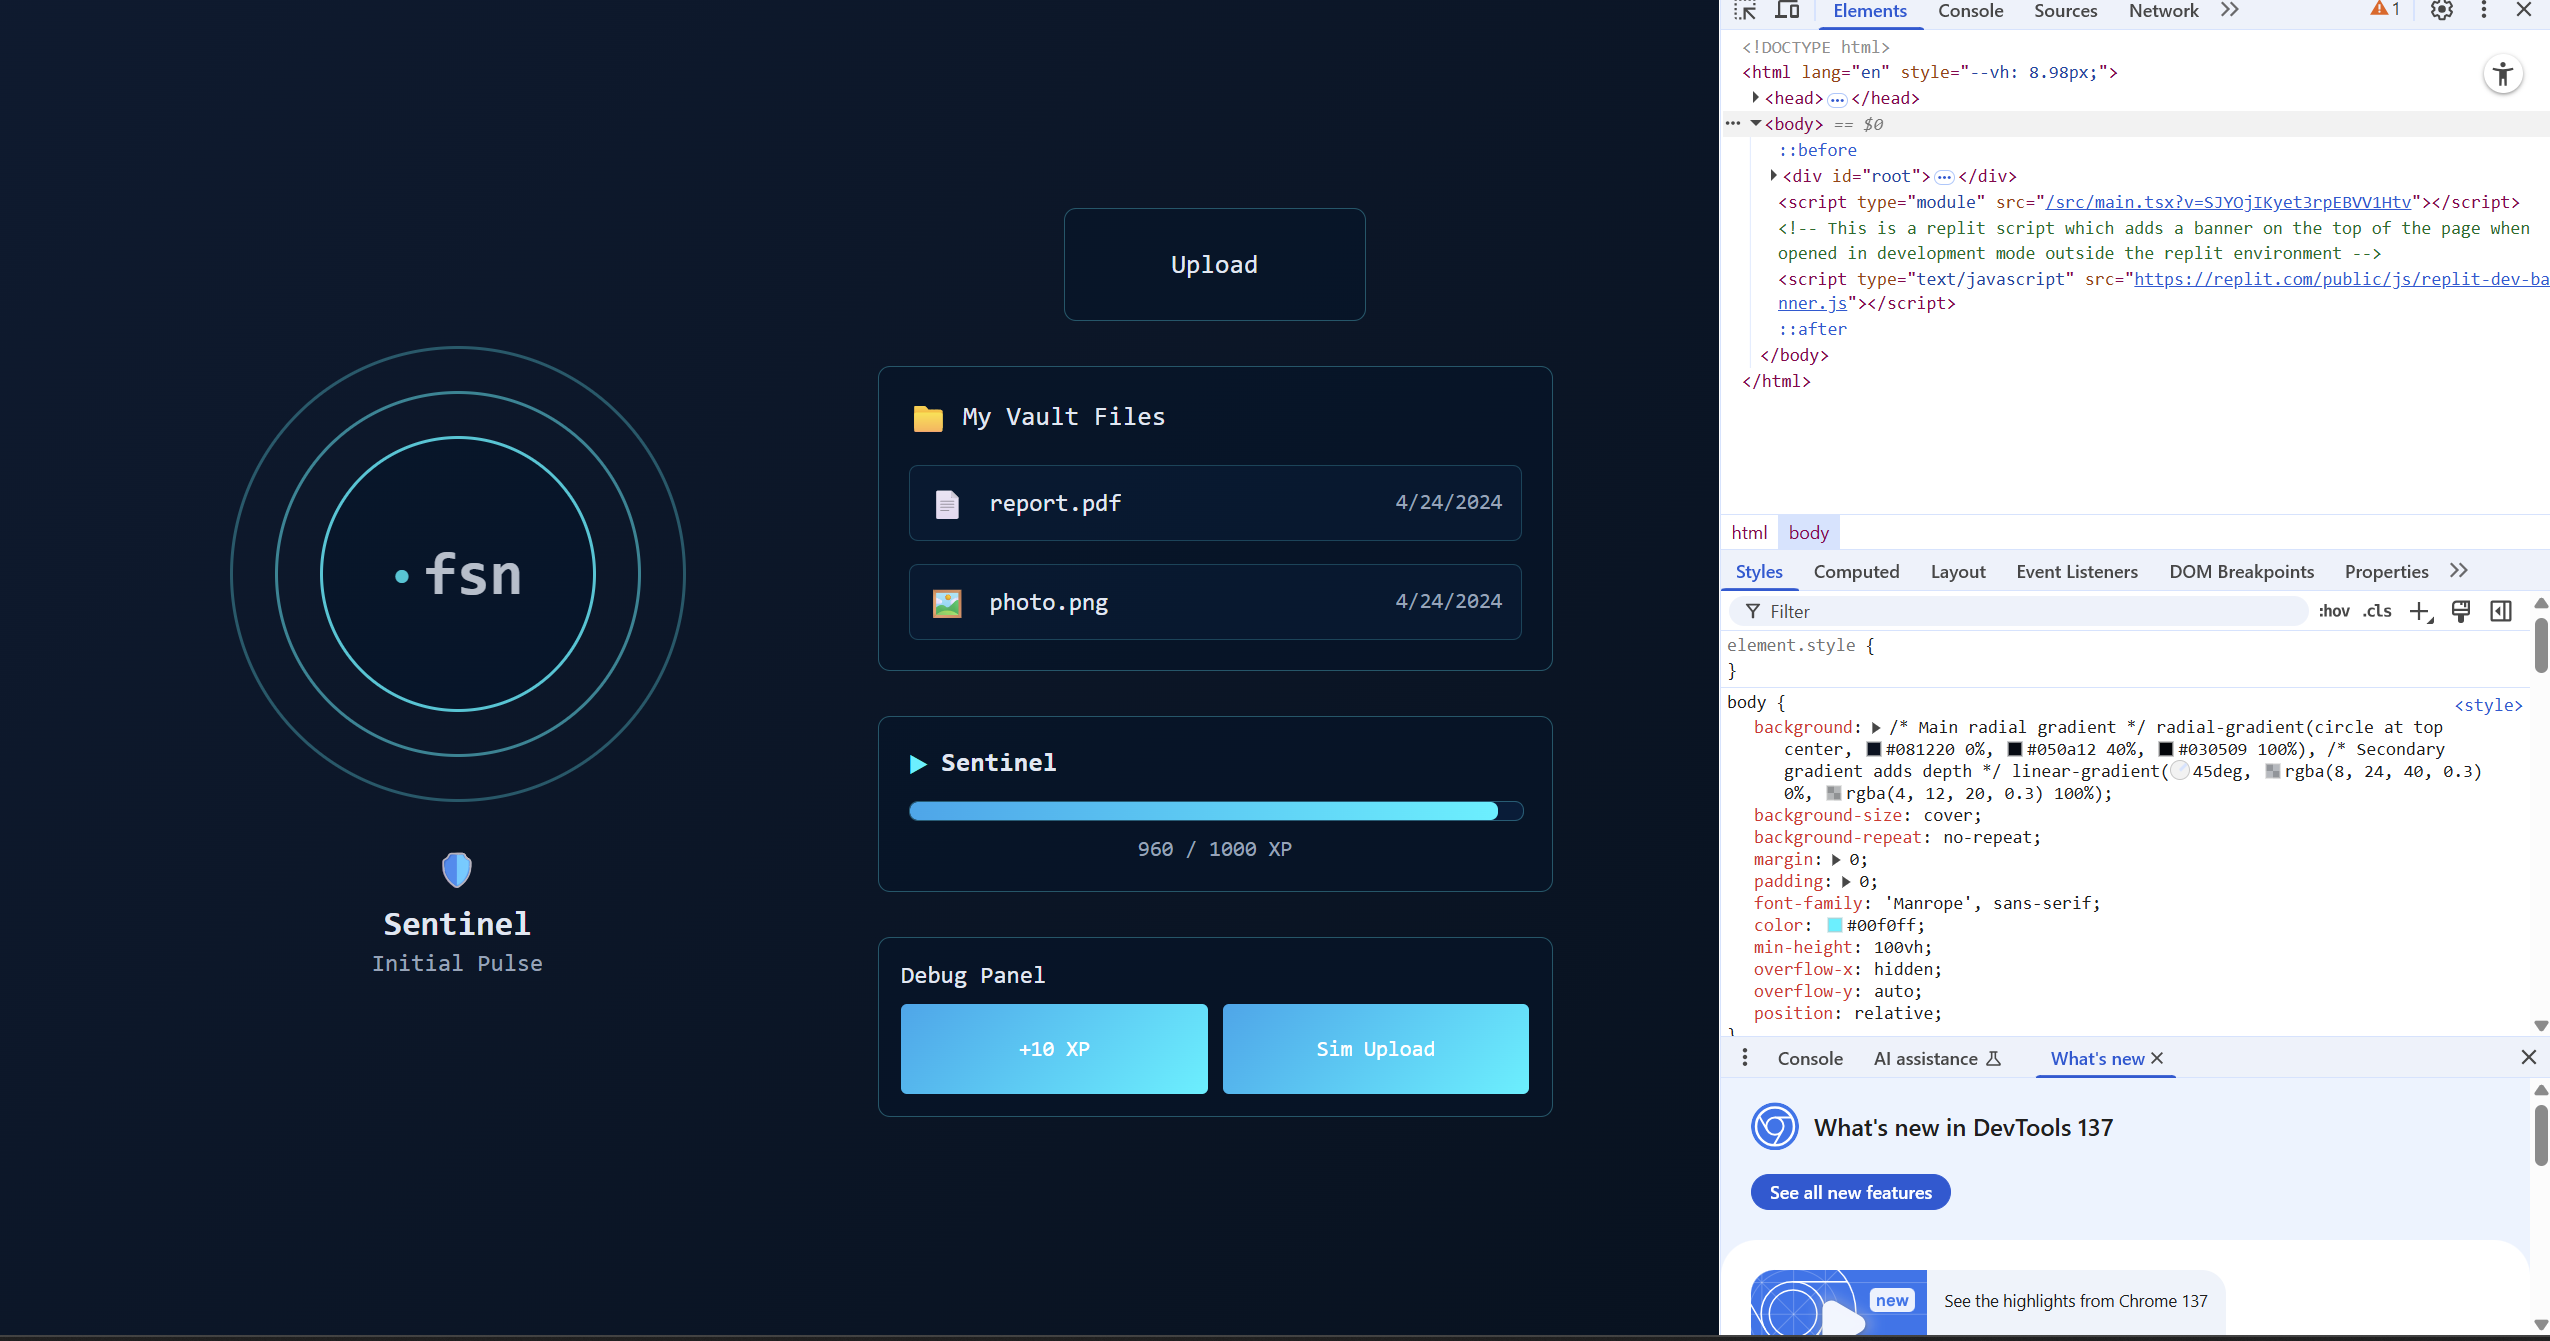 fsn
Sentinel
Initial Pulse
Upload
My Vault Files
report.pdf 4/24/2024
photo.png 4/24/2024
Sentinel
960 / 1000 XP
Debug Panel
+10 XP Sim Upload
Elements Console Sources Network 1
<!DOCTYPE html>
<html lang="en" style="--vh: 8.98px;">
<head> ••• </head>
••• <body> == $0
::before
<div id="root"> ••• </div>
<script type="module" src="/src/main.tsx?v=SJYOjIKyet3rpEBVV1Htv"></script>
<!-- This is a replit script which adds a banner on the top of the page when
opened in development mode outside the replit environment -->
<script type="text/javascript" src="https://replit.com/public/js/replit-dev-ba
nner.js"></script>
::after
</body>
</html>
html body
Styles Computed Layout Event Listeners DOM Breakpoints Properties
Filter :hov .cls
element.style {
}
body { <style>
background: /* Main radial gradient */ radial-gradient(circle at top
center, #081220 0%, #050a12 40%, #030509 100%), /* Secondary
gradient adds depth */ linear-gradient(45deg, rgba(8, 24, 40, 0.3)
0%, rgba(4, 12, 20, 0.3) 100%);
background-size: cover;
background-repeat: no-repeat;
margin: 0;
padding: 0;
font-family: 'Manrope', sans-serif;
color: #00f0ff;
min-height: 100vh;
overflow-x: hidden;
overflow-y: auto;
position: relative;
}
Console AI assistance What's new
What's new in DevTools 137
See all new features
new
See the highlights from Chrome 137